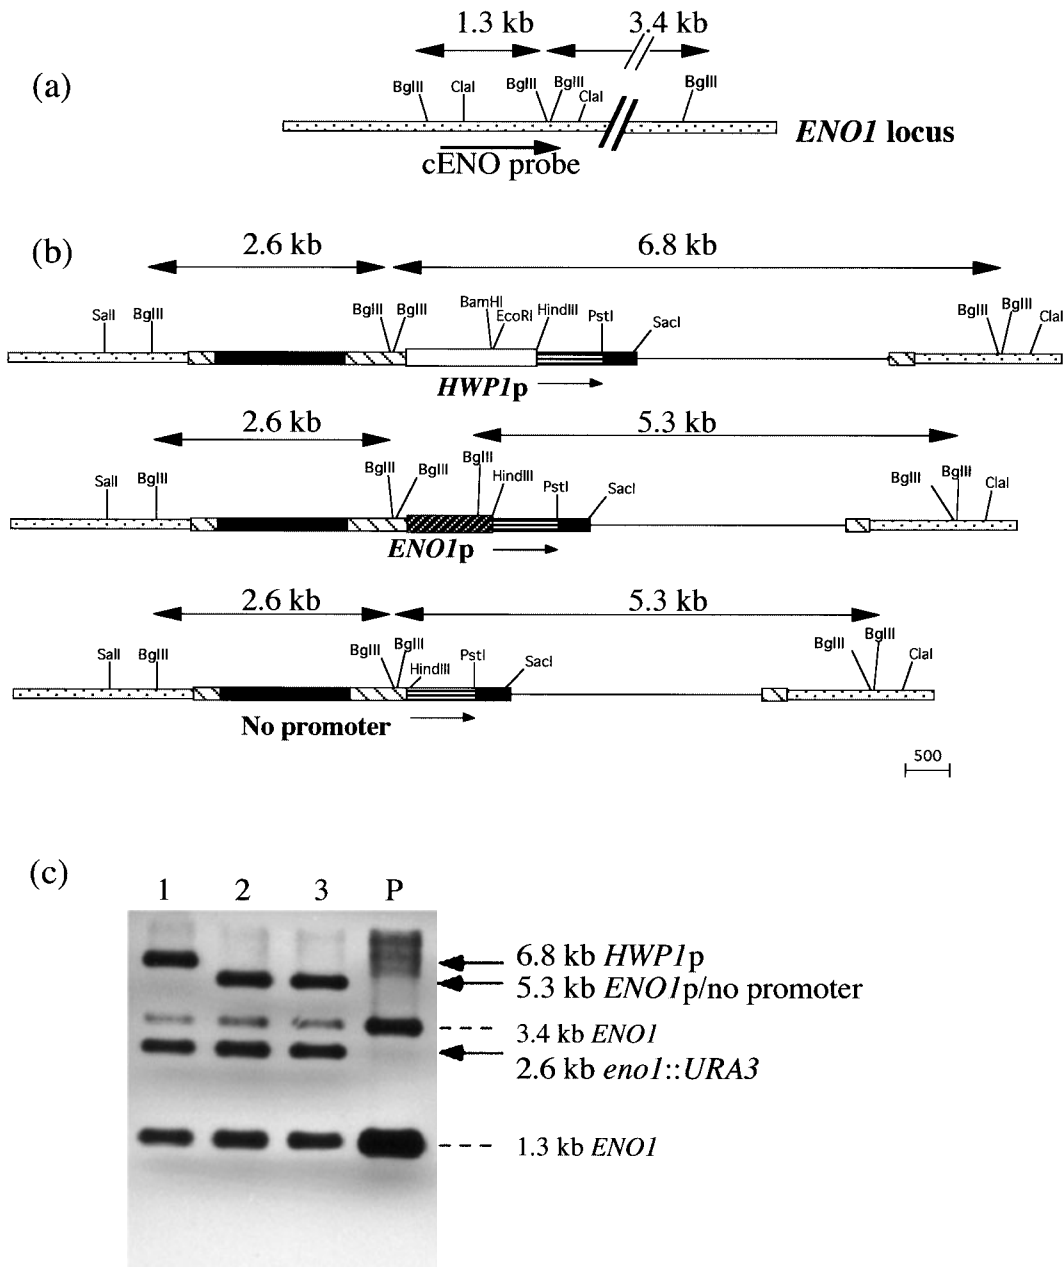 1.3 kb 3.4 kb
(a)
BglII ClaI BglII BglII ClaI BglII
ENO1 locus
cENO probe
(b)
2.6 kb 6.8 kb
SalI BglII BglII BglII BamHI EcoRI HindIII PstI SacI BglII BglII ClaI
HWP1p
2.6 kb 5.3 kb
SalI BglII BglII BglII BglII HindIII PstI SacI BglII BglII ClaI
ENO1p
2.6 kb 5.3 kb
SalI BglII BglII BglII HindIII PstI SacI BglII BglII ClaI
No promoter
500
(c)
1 2 3 P
6.8 kb HWP1p
5.3 kb ENO1p/no promoter
3.4 kb ENO1
2.6 kb eno1::URA3
1.3 kb ENO1